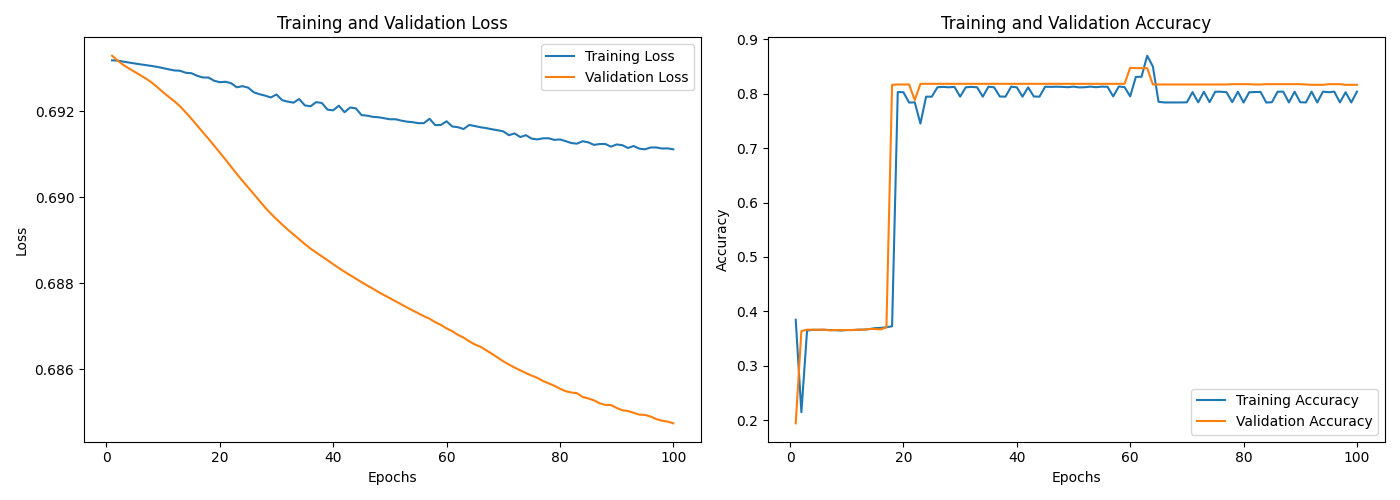 Training and Validation Loss
Training Loss
Validation Loss
0.692
0.690
0.688
0.686
Loss
0 20 40 60 80 100
Epochs
Training and Validation Accuracy
0.9
0.8
0.7
0.6
0.5
0.4
0.3
0.2
Accuracy
Training Accuracy
Validation Accuracy
0 20 40 60 80 100
Epochs